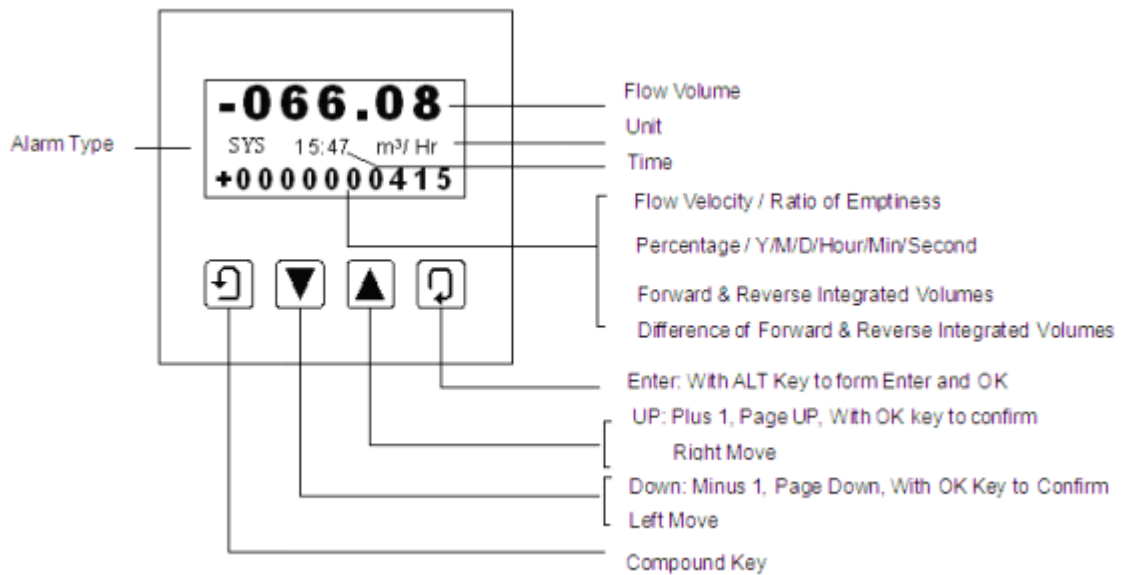 -066.08
SYS 15:47 m³/ Hr
+0000000415
Alarm Type
Flow Volume
Unit
Time
Flow Velocity / Ratio of Emptiness
Percentage / Y/M/D/Hour/Min/Second
Forward & Reverse Integrated Volumes
Difference of Forward & Reverse Integrated Volumes
Enter: With ALT Key to form Enter and OK
UP: Plus 1, Page UP, With OK key to confirm
Right Move
Down: Minus 1, Page Down, With OK Key to Confirm
Left Move
Compound Key